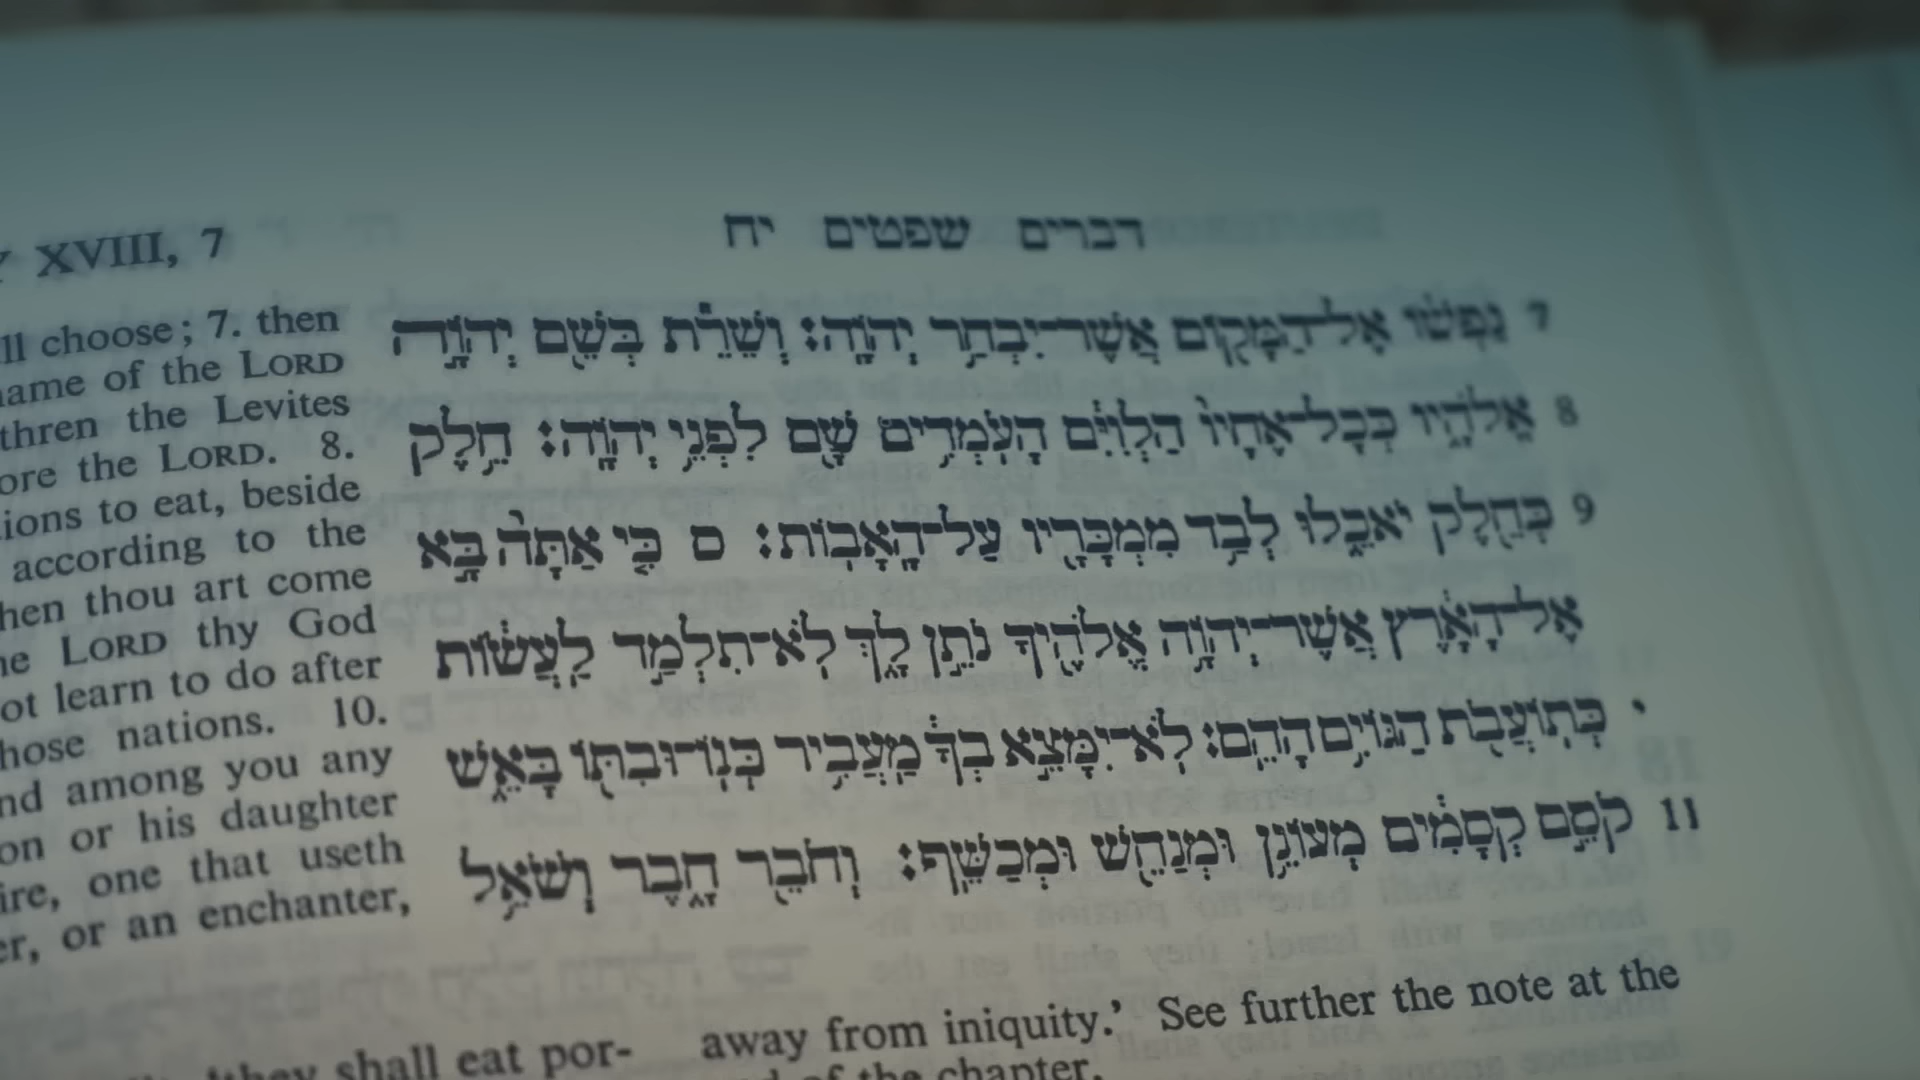 XVIII, 7
דברים שפטים יח
ll choose; 7. then
ame of the LORD
thren the Levites
ore the LORD. 8.
ions to eat, beside
according to the
hen thou art come
e LORD thy God
ot learn to do after
hose nations. 10.
nd among you any
on or his daughter
ire, one that useth
er, or an enchanter,
7 נַפְשׁ֔וֹ אֶל־הַמָּק֖וֹם אֲשֶׁר־יִבְחַ֥ר יְהוָֽה׃ וְשֵׁרֵ֕ת בְּשֵׁ֖ם יְהוָ֣ה
8 אֱלֹהָ֑יו כְּכָל־אֶחָיו֙ הַלְוִיִּ֔ם הָעֹמְדִ֥ים שָׁ֖ם לִפְנֵ֥י יְהוָֽה׃ חֵ֥לֶק
9 כְּחֵ֖לֶק יֹאכֵ֑לוּ לְבַ֥ד מִמְכָּרָ֖יו עַל־הָאָבֽוֹת׃ ס כִּ֤י אַתָּה֙ בָּ֣א
אֶל־הָאָ֔רֶץ אֲשֶׁר־יְהוָ֥ה אֱלֹהֶ֖יךָ נֹתֵ֣ן לָ֑ךְ לֹֽא־תִלְמַ֣ד לַעֲשׂ֔וֹת
כְּתוֹעֲבֹ֖ת הַגּוֹיִ֥ם הָהֵֽם׃ לֹֽא־יִמָּצֵ֣א בְךָ֔ מַעֲבִ֥יר בְּנֽוֹ־וּבִתּ֖וֹ בָּאֵ֑שׁ
11 קֹסֵ֣ם קְסָמִ֔ים מְעוֹנֵ֥ן וּמְנַחֵ֖שׁ וּמְכַשֵּֽׁף׃ וְחֹבֵ֖ר חָ֑בֶר וְשֹׁאֵ֥ל
they shall eat por-
away from iniquity.' See further the note at the
of the chapter.